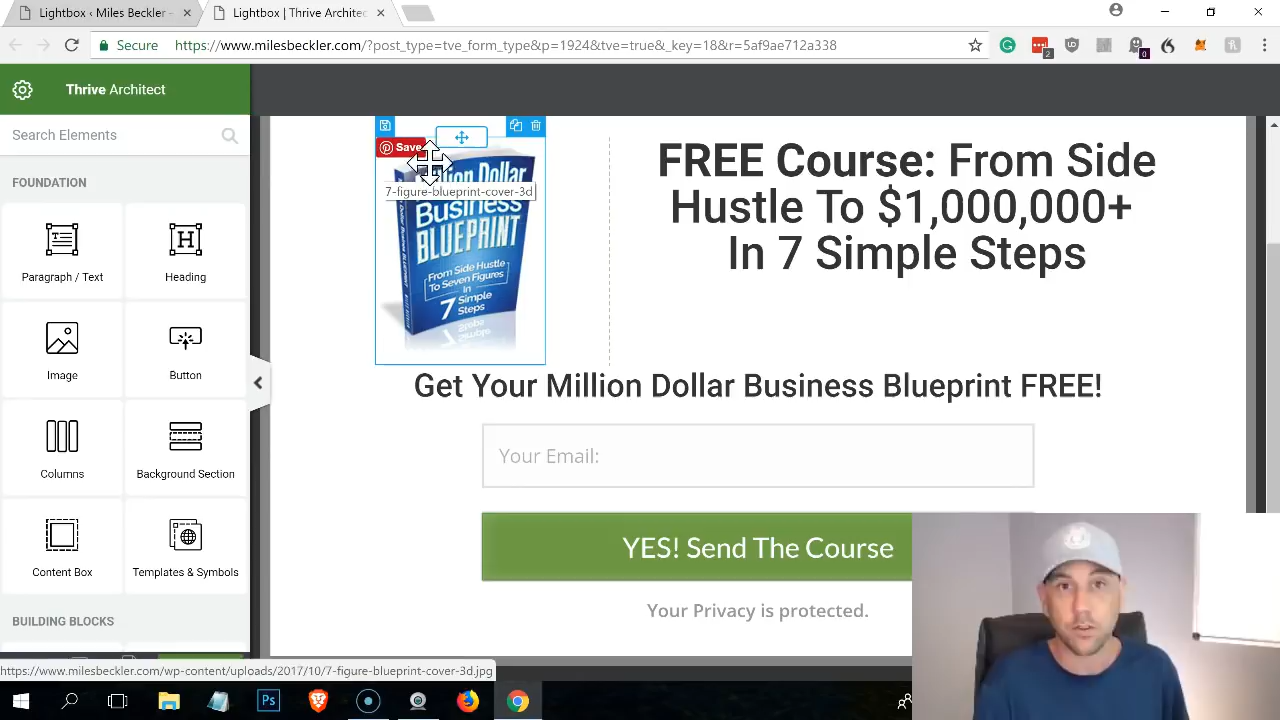 Lightbox - Miles Beckler -
Lightbox | Thrive Architec
Secure https://www.milesbeckler.com/?post_type=tve_form_type&p=1924&tve=true&_key=18&r=5af9ae712a338
2
0
Thrive Architect
Search Elements
FOUNDATION
Paragraph / Text
Heading
Image
Button
Columns
Background Section
Content Box
Templates & Symbols
BUILDING BLOCKS
Save
Million Dollar
7-figure-blueprint-cover-3d
Business
BLUEPRINT
From Side Hustle
To Seven Figures
In
7 Simple
Steps
FREE Course: From Side
Hustle To $1,000,000+
In 7 Simple Steps
Get Your Million Dollar Business Blueprint FREE!
Your Email:
YES! Send The Course
Your Privacy is protected.
https://www.milesbeckler.com/wp-content/uploads/2017/10/7-figure-blueprint-cover-3d.jpg
Ps